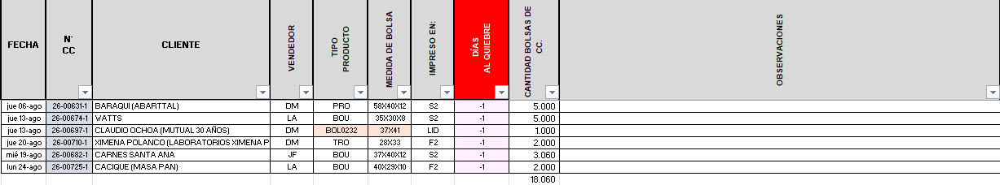 FECHA N° CC CLIENTE VENDEDOR TIPO PRODUCTO MEDIDA DE BOLSA IMPRESO EN: DÍAS AL QUIEBRE CANTIDAD BOLSAS DE CC. OBSERVACIONES
jue 06-ago 26-00631-1 BARAQUI (ABARTTAL) DM PRO 58X40X12 S2 -1 5.000
jue 13-ago 26-00674-1 WATTS LA BOU 35X30X8 S2 -1 5.000
jue 13-ago 26-00697-1 CLAUDIO OCHOA (MUTUAL 30 AÑOS) DM BOL0232 37X41 LID -1 1.000
jue 20-ago 26-00710-1 XIMENA POLANCO (LABORATORIOS XIMENA P DM TRO 28X33 F2 -1 2.000
mié 19-ago 26-00682-1 CARNES SANTA ANA JF BOU 37X40X12 S2 -1 3.060
lun 24-ago 26-00725-1 CACIQUE (MASA PAN) LA BOU 40X29X10 F2 -1 2.000
18.060